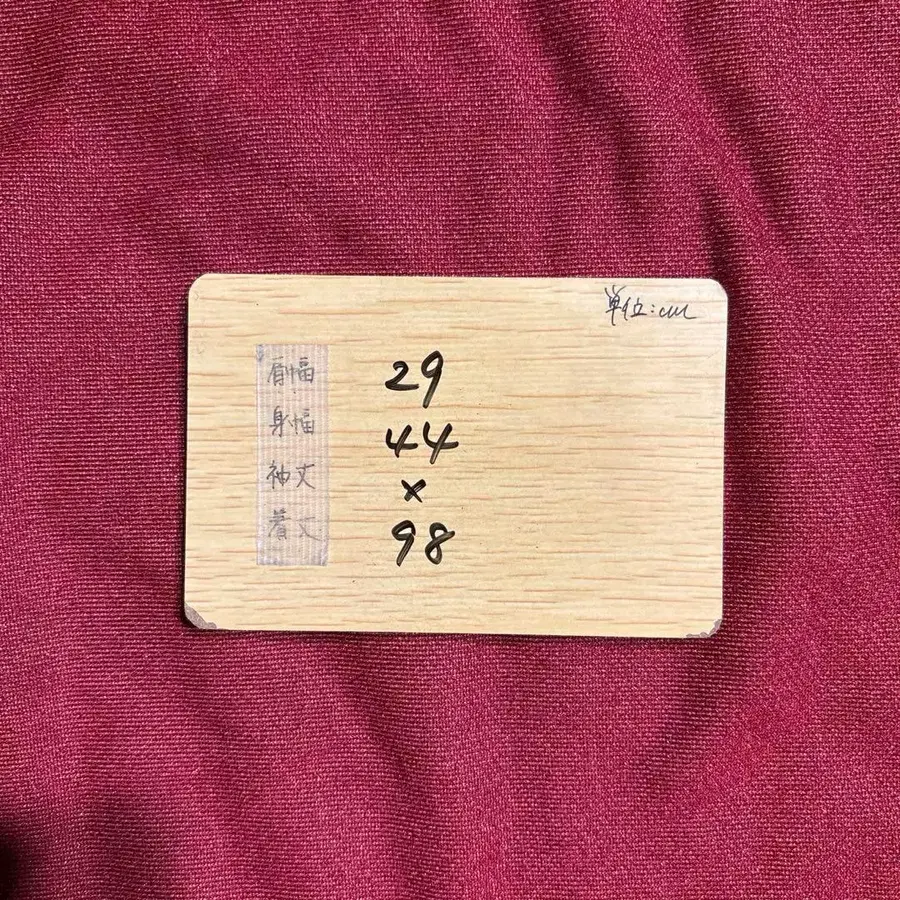 単位:cm
肩幅 29
身幅 44
袖丈 ×
着丈 98